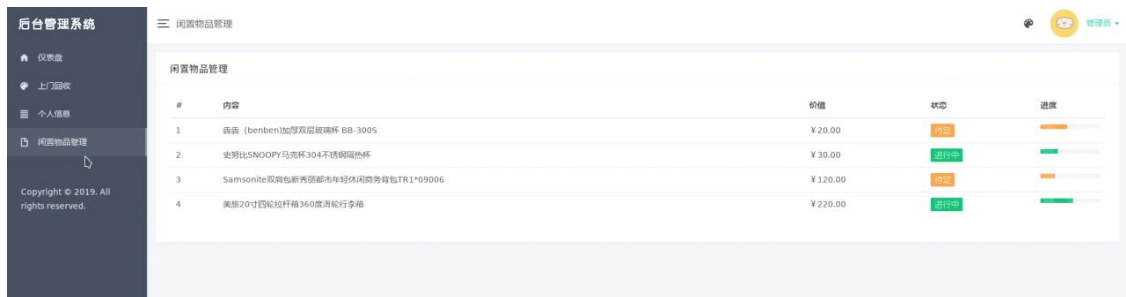 后台管理系统
闲置物品管理
管理员
仪表盘
上门回收
个人信息
闲置物品管理
Copyright © 2019. All
rights reserved.
闲置物品管理
# 内容 价值 状态 进度
1 犇犇 (benben)加厚双层玻璃杯 BB-300S ¥20.00 待定
2 史努比SNOOPY马克杯304不锈钢隔热杯 ¥30.00 进行中
3 Samsonite双肩包新秀丽都市年轻休闲商务背包TR1*09006 ¥120.00 待定
4 美旅20寸四轮拉杆箱360度滑轮行李箱 ¥220.00 进行中